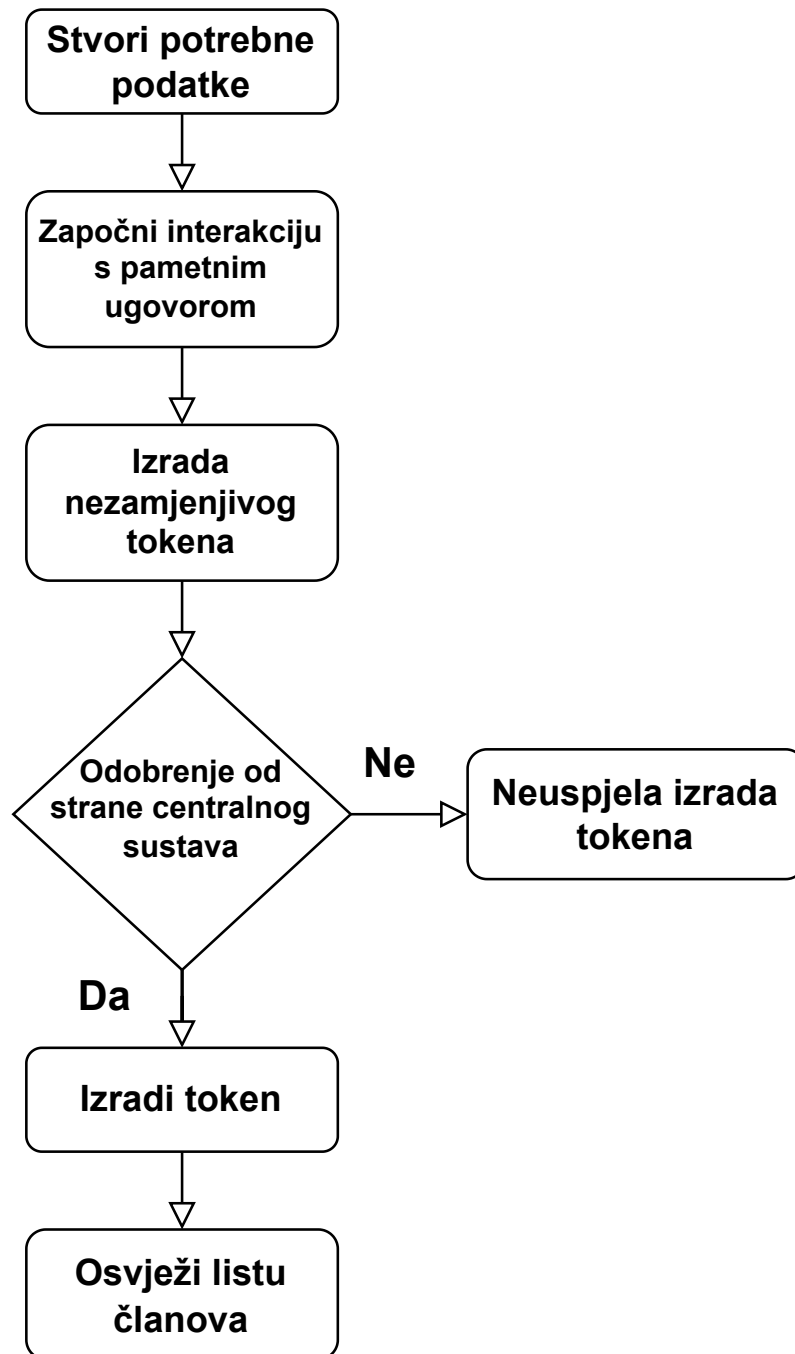 Stvori potrebne
podatke
Započni interakciju
s pametnim
ugovorom
Izrada
nezamjenjivog
tokena
Odobrenje od
strane centralnog
sustava
Ne
Neuspjela izrada
tokena
Da
Izradi token
Osvježi listu
članova